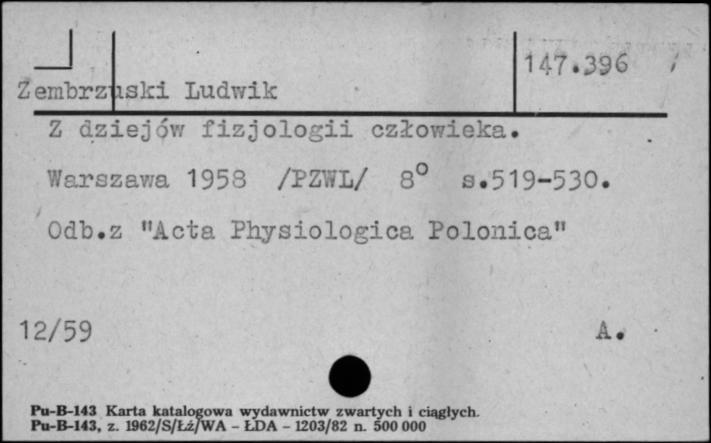 147.396
Zembrzuski Ludwik
Z dziejów fizjologii człowieka.
Warszawa 1958 /PZWL/ 8° s.519-530.
Odb.z "Acta Physiologica Polonica"
12/59 A.
Pu-B-143 Karta katalogowa wydawnictw zwartych i ciągłych.
Pu-B-143, z. 1962/S/Łź/WA - ŁDA - 1203/82 n. 500 000